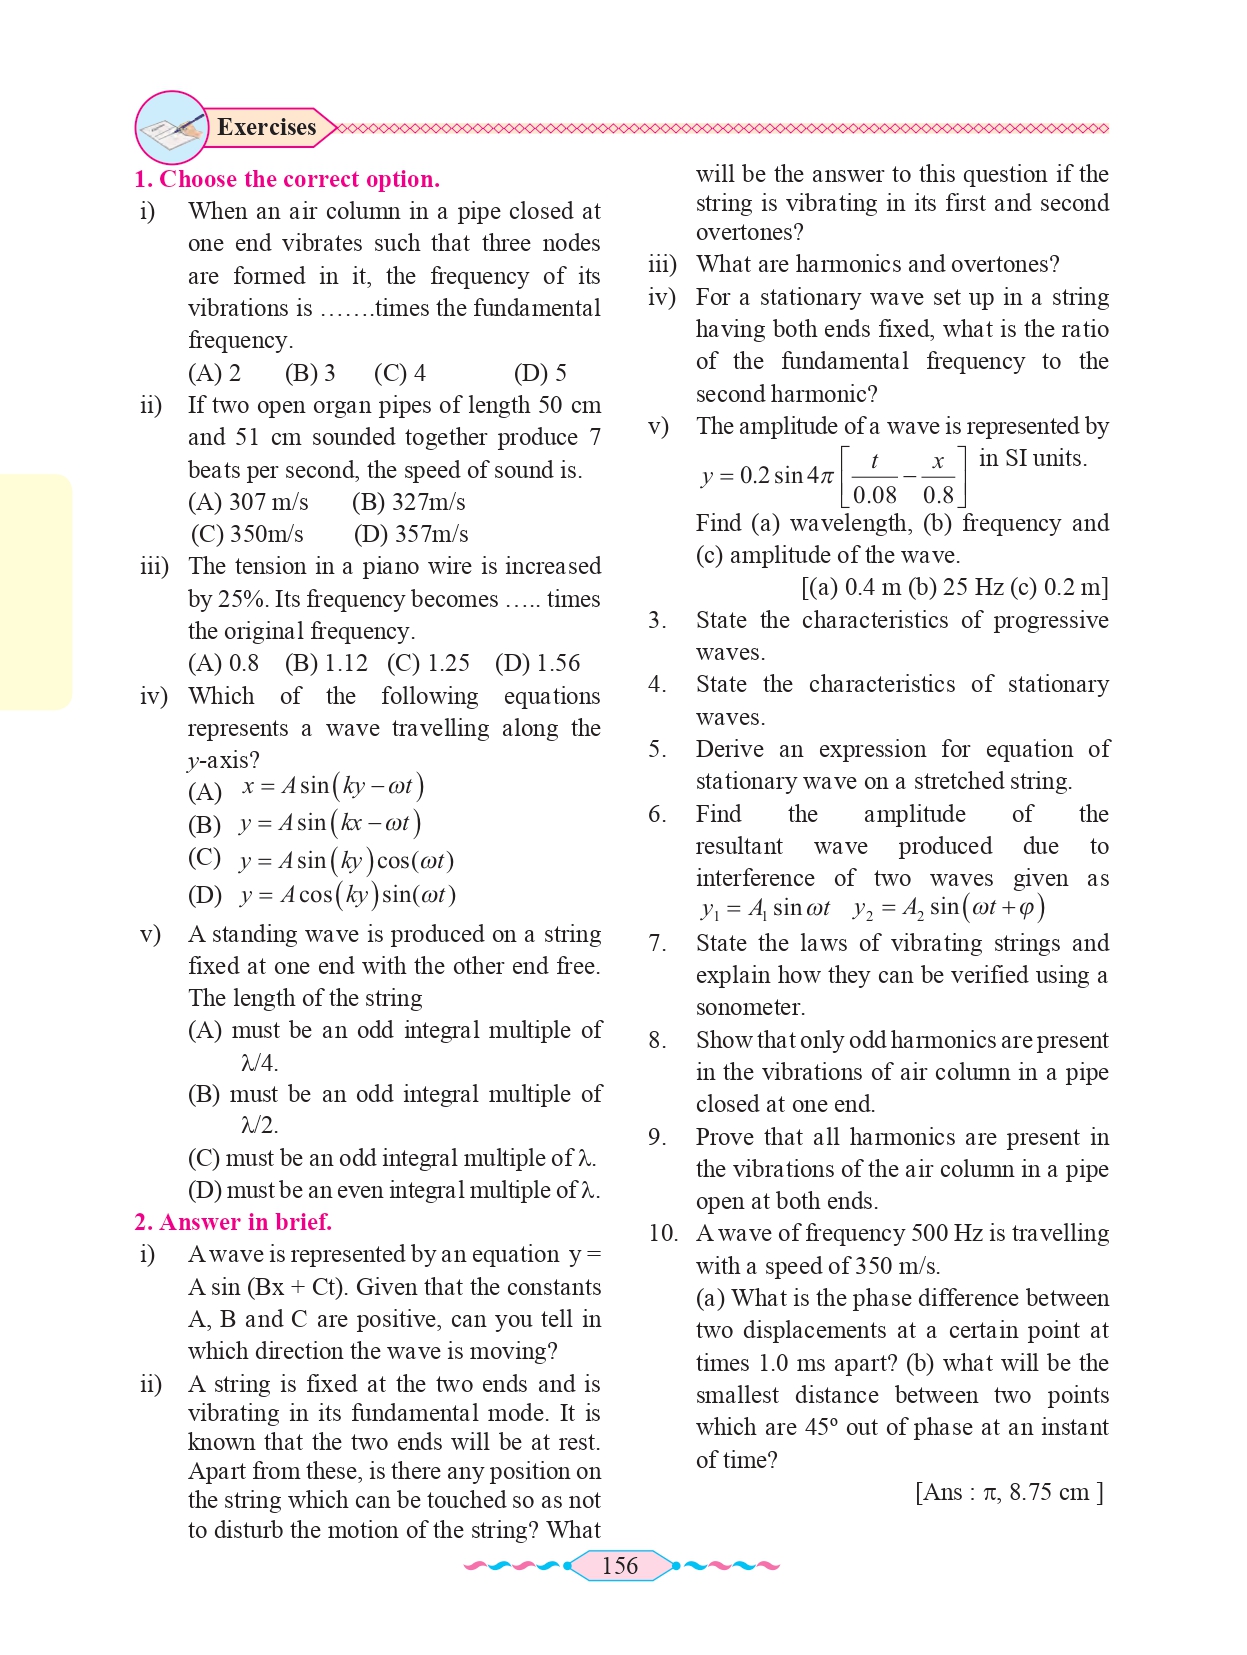 Exercises
1. Choose the correct option.
i) When an air column in a pipe closed at
one end vibrates such that three nodes
are formed in it, the frequency of its
vibrations is …….times the fundamental
frequency.
(A) 2 (B) 3 (C) 4 (D) 5
ii) If two open organ pipes of length 50 cm
and 51 cm sounded together produce 7
beats per second, the speed of sound is.
(A) 307 m/s (B) 327m/s
(C) 350m/s (D) 357m/s
iii) The tension in a piano wire is increased
by 25%. Its frequency becomes ….. times
the original frequency.
(A) 0.8 (B) 1.12 (C) 1.25 (D) 1.56
iv) Which of the following equations
represents a wave travelling along the
y-axis?
(A) x = A sin(ky − ωt)
(B) y = A sin(kx − ωt)
(C) y = A sin(ky)cos(ωt)
(D) y = A cos(ky)sin(ωt)
v) A standing wave is produced on a string
fixed at one end with the other end free.
The length of the string
(A) must be an odd integral multiple of
λ/4.
(B) must be an odd integral multiple of
λ/2.
(C) must be an odd integral multiple of λ.
(D) must be an even integral multiple of λ.
2. Answer in brief.
i) A wave is represented by an equation y =
A sin (Bx + Ct). Given that the constants
A, B and C are positive, can you tell in
which direction the wave is moving?
ii) A string is fixed at the two ends and is
vibrating in its fundamental mode. It is
known that the two ends will be at rest.
Apart from these, is there any position on
the string which can be touched so as not
to disturb the motion of the string? What
will be the answer to this question if the
string is vibrating in its first and second
overtones?
iii) What are harmonics and overtones?
iv) For a stationary wave set up in a string
having both ends fixed, what is the ratio
of the fundamental frequency to the
second harmonic?
v) The amplitude of a wave is represented by
y = 0.2 sin 4π [t/0.08 − x/0.8] in SI units.
Find (a) wavelength, (b) frequency and
(c) amplitude of the wave.
[(a) 0.4 m (b) 25 Hz (c) 0.2 m]
3. State the characteristics of progressive
waves.
4. State the characteristics of stationary
waves.
5. Derive an expression for equation of
stationary wave on a stretched string.
6. Find the amplitude of the
resultant wave produced due to
interference of two waves given as
y₁ = A₁ sin ωt y₂ = A₂ sin(ωt + φ)
7. State the laws of vibrating strings and
explain how they can be verified using a
sonometer.
8. Show that only odd harmonics are present
in the vibrations of air column in a pipe
closed at one end.
9. Prove that all harmonics are present in
the vibrations of the air column in a pipe
open at both ends.
10. A wave of frequency 500 Hz is travelling
with a speed of 350 m/s.
(a) What is the phase difference between
two displacements at a certain point at
times 1.0 ms apart? (b) what will be the
smallest distance between two points
which are 45º out of phase at an instant
of time?
[Ans : π, 8.75 cm ]
156